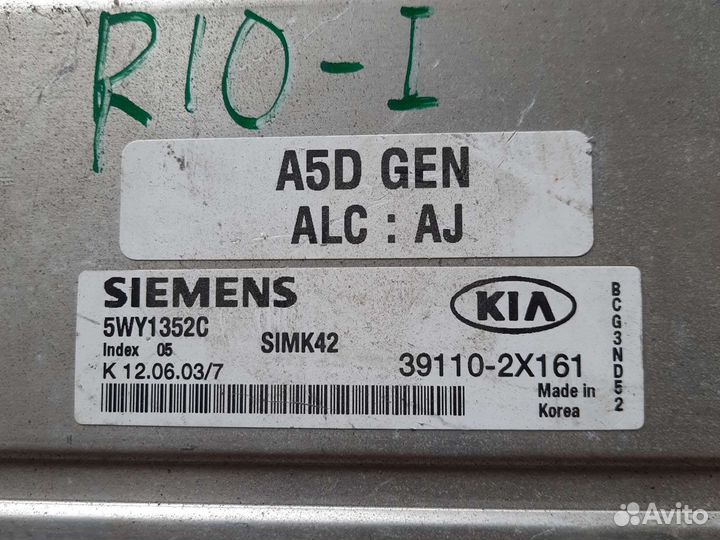 R10-I
A5D GEN
ALC : AJ
SIEMENS
KIA
5WY1352C
Index 05
SIMK42
K 12.06.03/7
39110-2X161
Made in
Korea
BCG3ND52
Avito